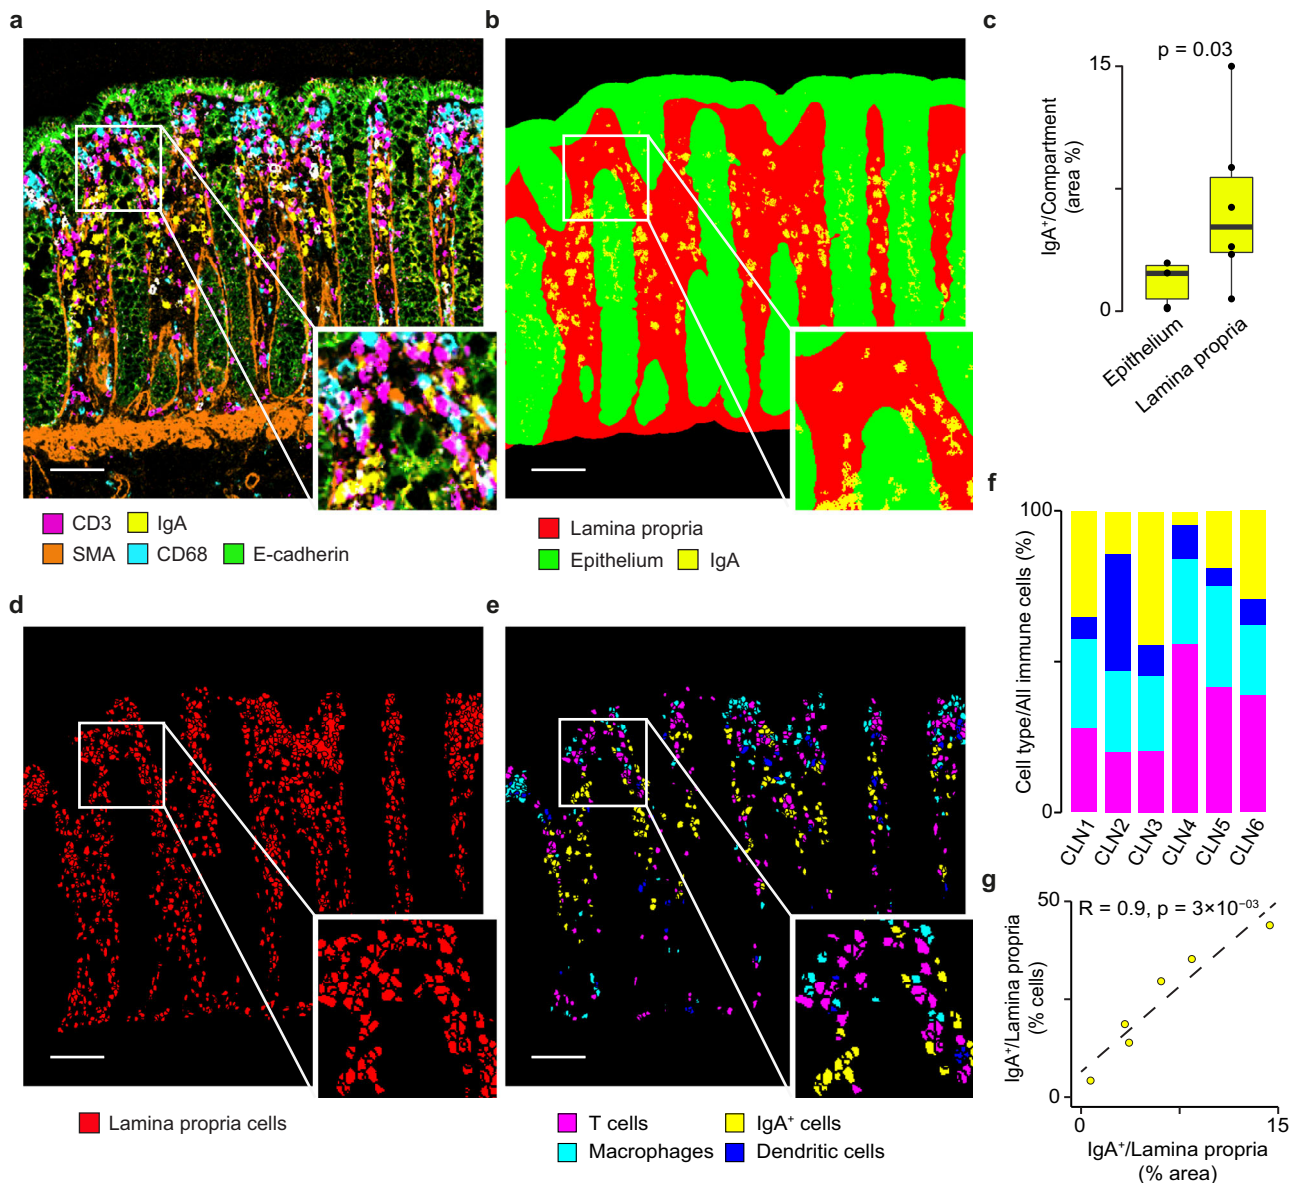 a
CD3 IgA
SMA CD68 E-cadherin
b
Lamina propria
Epithelium IgA
c
p = 0.03
IgA⁺/Compartment
(area %)
15
0
Epithelium
Lamina propria
d
Lamina propria cells
e
T cells IgA⁺ cells
Macrophages Dendritic cells
f
Cell type/All immune cells (%)
100
0
CLN1 CLN2 CLN3 CLN4 CLN5 CLN6
g
R = 0.9, p = 3×10⁻⁰³
IgA⁺/Lamina propria
(% cells)
50
0
0 15
IgA⁺/Lamina propria
(% area)